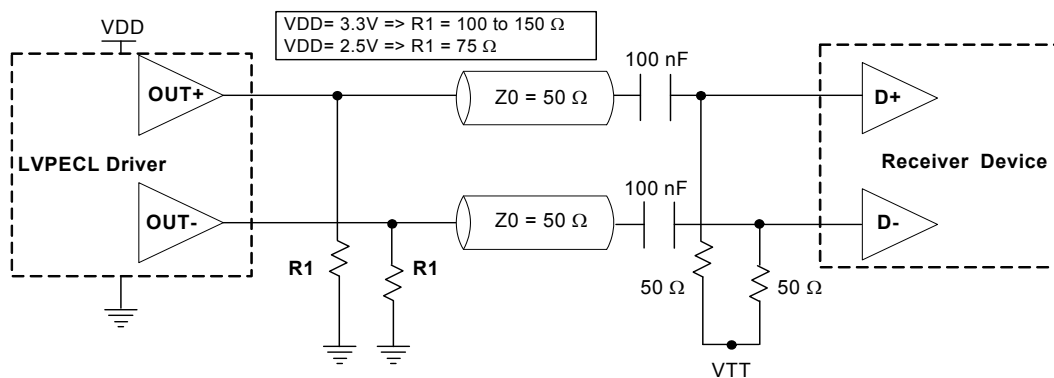 VDD
VDD= 3.3V => R1 = 100 to 150 Ω
VDD= 2.5V => R1 = 75 Ω
100 nF
OUT+
Z0 = 50 Ω
D+
LVPECL Driver
Receiver Device
100 nF
OUT-
Z0 = 50 Ω
D-
R1
R1
50 Ω
50 Ω
VTT